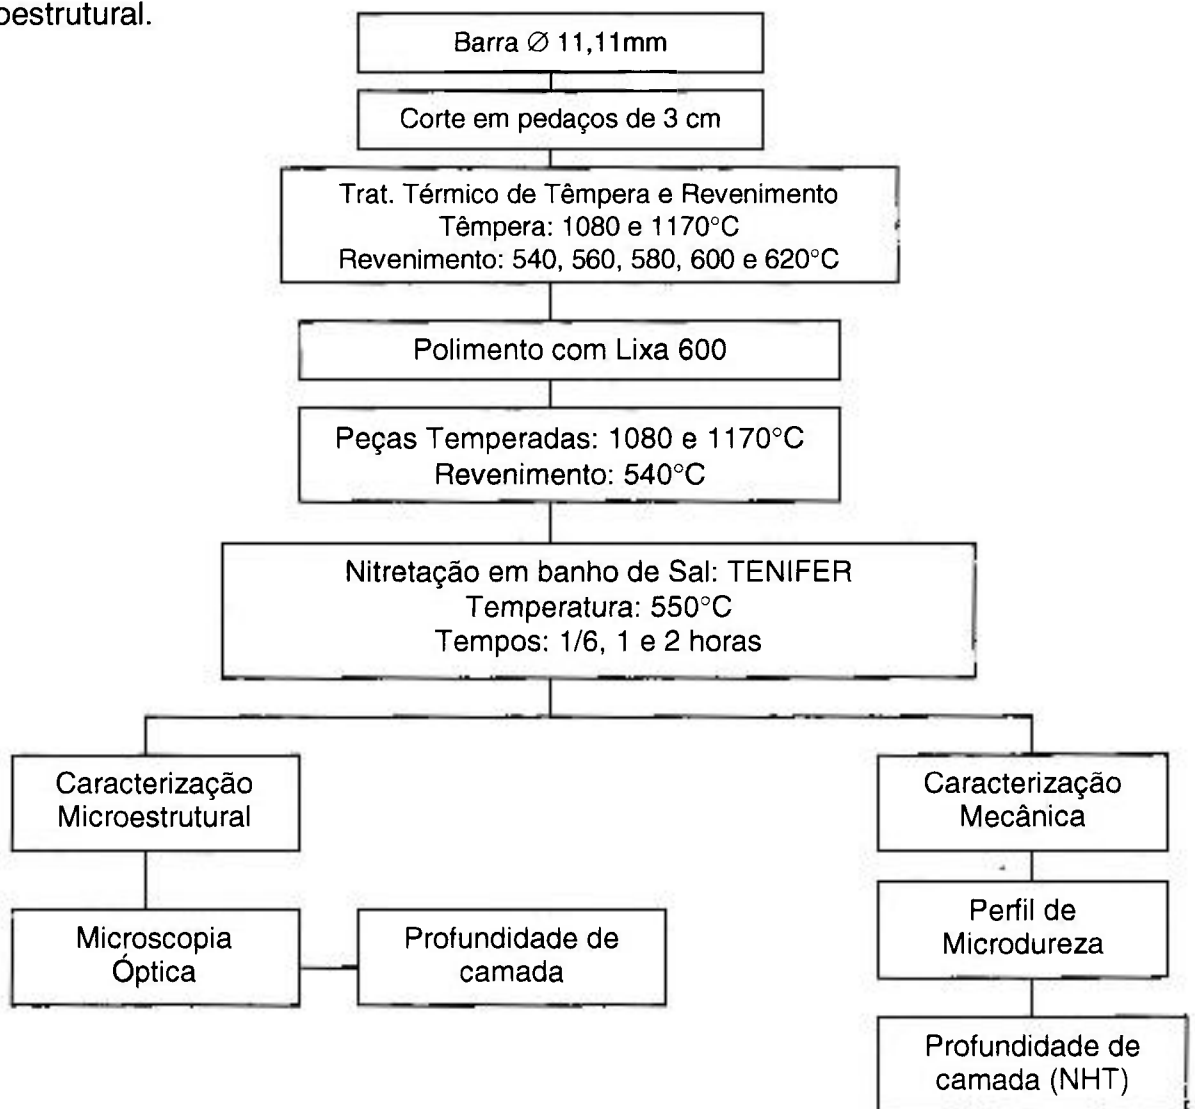 oestrutural.
Barra ∅ 11,11mm
Corte em pedaços de 3 cm
Trat. Térmico de Têmpera e Revenimento
Têmpera: 1080 e 1170°C
Revenimento: 540, 560, 580, 600 e 620°C
Polimento com Lixa 600
Peças Temperadas: 1080 e 1170°C
Revenimento: 540°C
Nitretação em banho de Sal: TENIFER
Temperatura: 550°C
Tempos: 1/6, 1 e 2 horas
Caracterização
Microestrutural
Microscopia
Óptica
Profundidade de
camada
Caracterização
Mecânica
Perfil de
Microdureza
Profundidade de
camada (NHT)